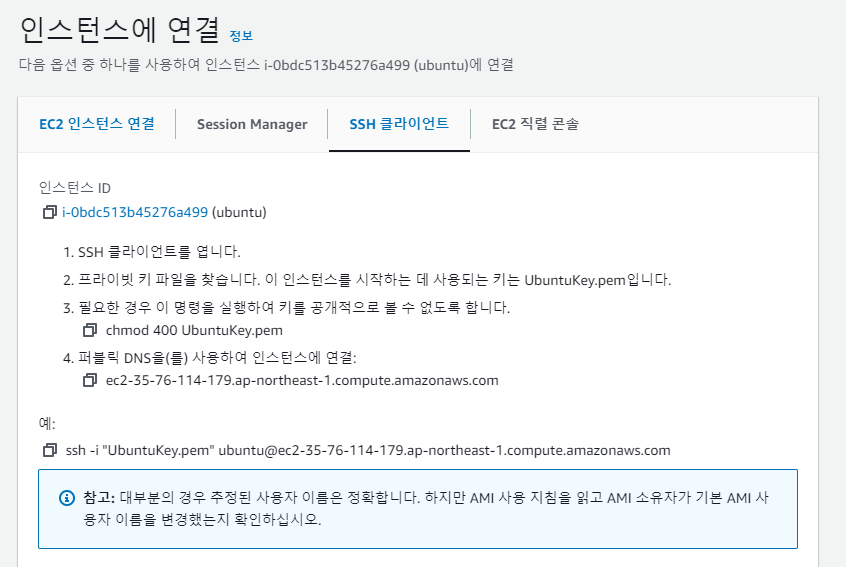 인스턴스에 연결 정보
다음 옵션 중 하나를 사용하여 인스턴스 i-0bdc513b45276a499 (ubuntu)에 연결
EC2 인스턴스 연결 Session Manager SSH 클라이언트 EC2 직렬 콘솔
인스턴스 ID
i-0bdc513b45276a499 (ubuntu)
1. SSH 클라이언트를 엽니다.
2. 프라이빗 키 파일을 찾습니다. 이 인스턴스를 시작하는 데 사용되는 키는 UbuntuKey.pem입니다.
3. 필요한 경우 이 명령을 실행하여 키를 공개적으로 볼 수 없도록 합니다.
chmod 400 UbuntuKey.pem
4. 퍼블릭 DNS을(를) 사용하여 인스턴스에 연결:
ec2-35-76-114-179.ap-northeast-1.compute.amazonaws.com
예:
ssh -i "UbuntuKey.pem" ubuntu@ec2-35-76-114-179.ap-northeast-1.compute.amazonaws.com
참고: 대부분의 경우 추정된 사용자 이름은 정확합니다. 하지만 AMI 사용 지침을 읽고 AMI 소유자가 기본 AMI 사
용자 이름을 변경했는지 확인하십시오.